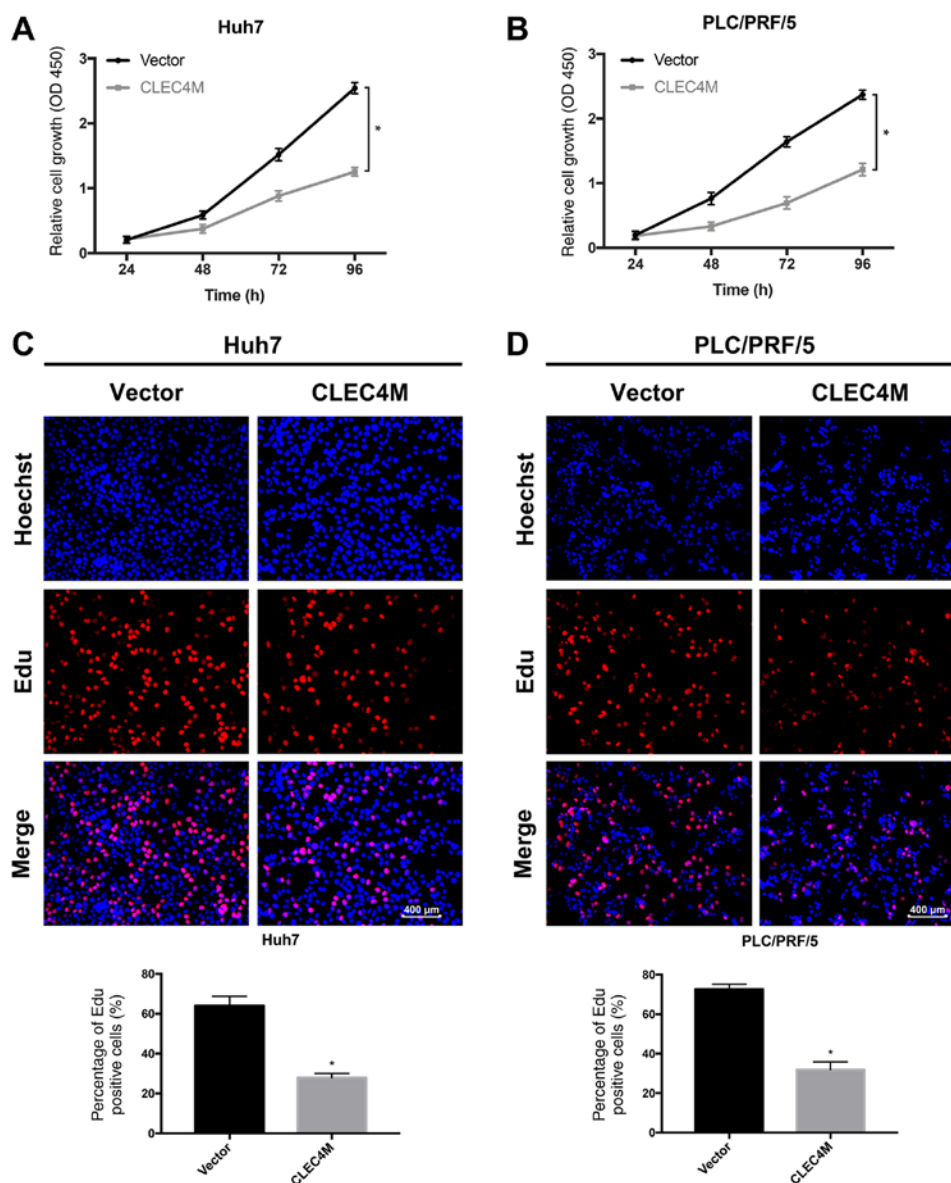 A
Huh7
Relative cell growth (OD 450)
3
2
1
0
Vector
CLEC4M
*
24 48 72 96
Time (h)
B
PLC/PRF/5
Relative cell growth (OD 450)
3
2
1
0
Vector
CLEC4M
*
24 48 72 96
Time (h)
C
Huh7
Vector CLEC4M
Hoechst
Edu
Merge
400 μm
Huh7
Percentage of Edu
positive cells (%)
80
60
40
20
0
*
Vector
CLEC4M
D
PLC/PRF/5
Vector CLEC4M
Hoechst
Edu
Merge
400 μm
PLC/PRF/5
Percentage of Edu
positive cells (%)
80
60
40
20
0
*
Vector
CLEC4M